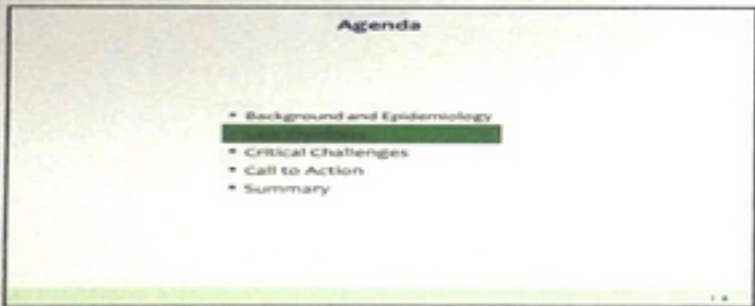 Agenda
• Background and Epidemiology
• Critical Challenges
• Call to Action
• Summary